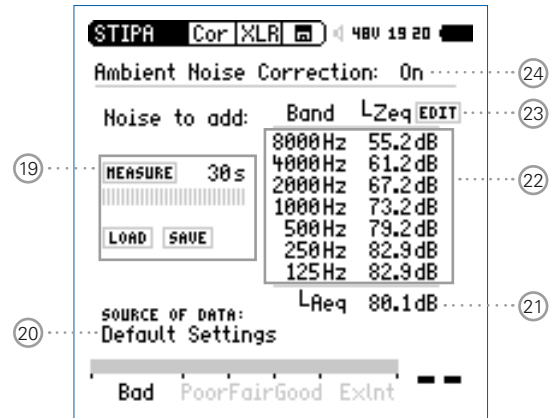 STIPA Cor XLR 48V 19 20
Ambient Noise Correction: On 24
Noise to add: Band LZeq EDIT 23
19 MEASURE 30s
LOAD SAVE
8000Hz 55.2dB
4000Hz 61.2dB
2000Hz 67.2dB
1000Hz 73.2dB
500Hz 79.2dB
250Hz 82.9dB
125Hz 82.9dB
22
LAeq 80.1dB 21
SOURCE OF DATA:
20 Default Settings
Bad Poor Fair Good Exlnt --